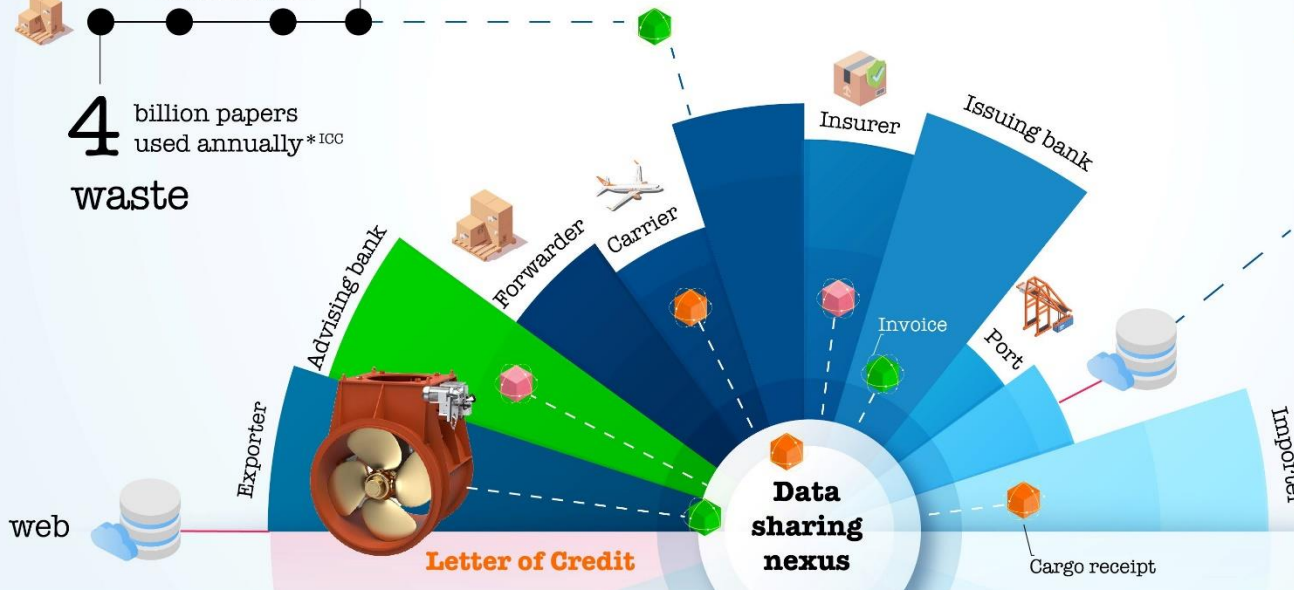 4
billion papers
used annually *ICC
waste
Insurer
Issuing bank
Carrier
Forwarder
Advising bank
Invoice
Port
Exporter
Importer
Data
sharing
nexus
web
Letter of Credit
Cargo receipt